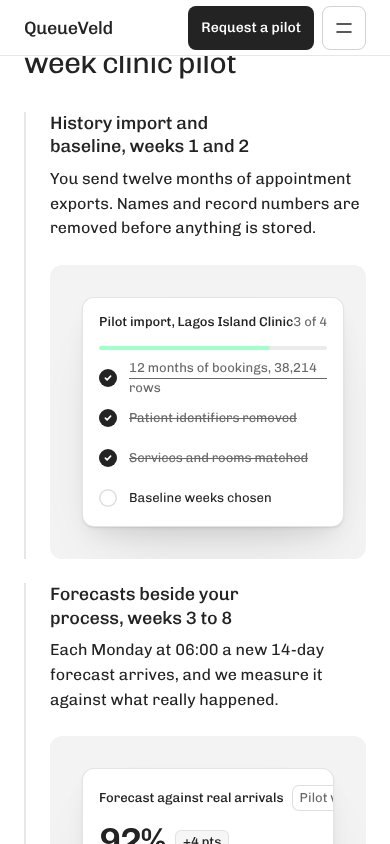 QueueVeld
Request a pilot
week clinic pilot
History import and
baseline, weeks 1 and 2
You send twelve months of appointment
exports. Names and record numbers are
removed before anything is stored.
Pilot import, Lagos Island Clinic
3 of 4
12 months of bookings, 38,214
rows
Patient identifiers removed
Services and rooms matched
Baseline weeks chosen
Forecasts beside your
process, weeks 3 to 8
Each Monday at 06:00 a new 14-day
forecast arrives, and we measure it
against what really happened.
Forecast against real arrivals
Pilot
92%
+4 pts